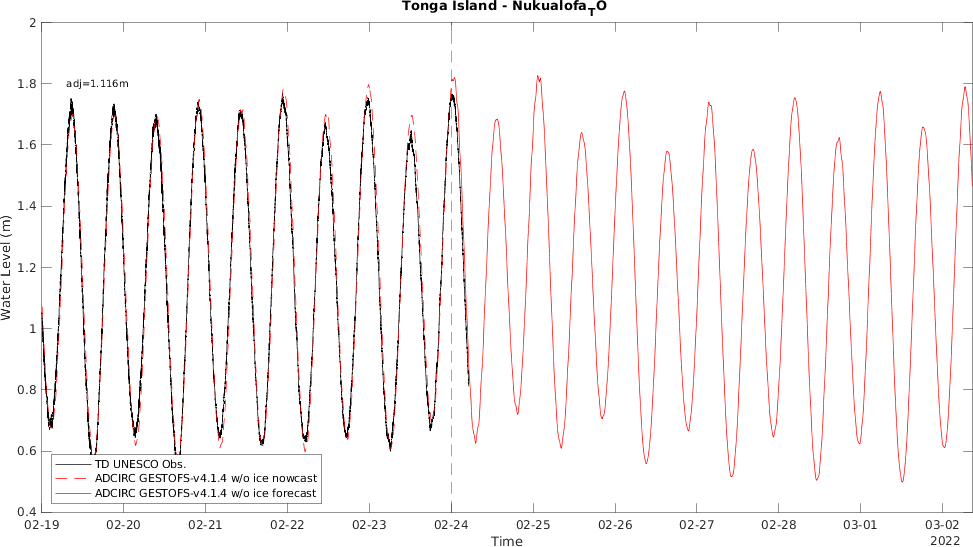 Tonga Island - Nukualofa_TO
2
1.8
1.6
1.4
1.2
1
0.8
0.6
0.4
Water Level (m)
adj=1.116m
TD UNESCO Obs.
ADCIRC GESTOFS-v4.1.4 w/o ice nowcast
ADCIRC GESTOFS-v4.1.4 w/o ice forecast
02-19 02-20 02-21 02-22 02-23 02-24 02-25 02-26 02-27 02-28 03-01 03-02
Time 2022